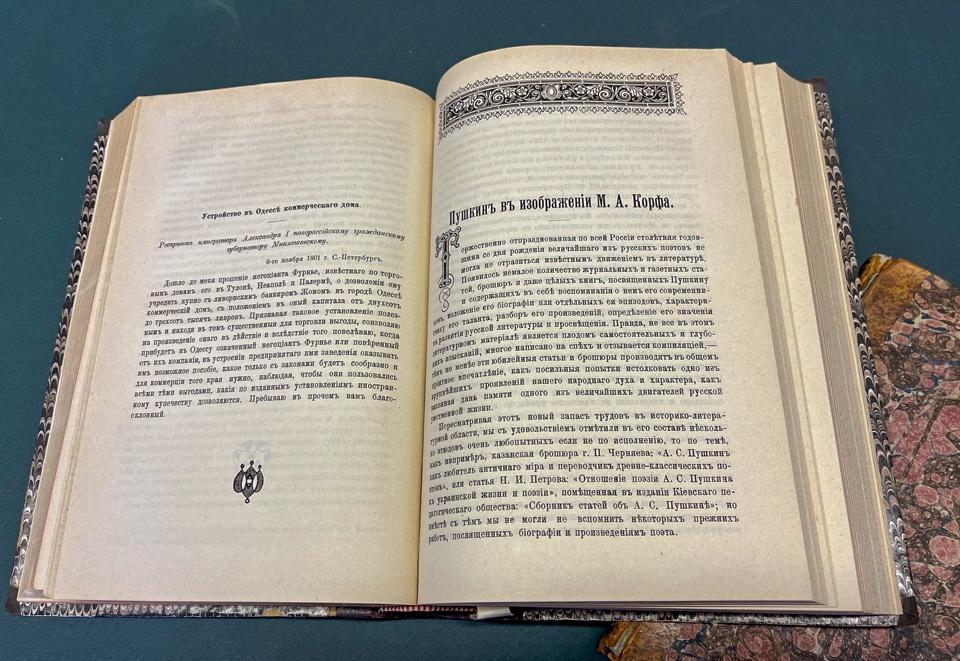 Устройство въ Одессѣ коммерческаго дома.
Рескриптъ императора Александра I новороссійскому гражданскому
губернатору Миклашевскому.
6-го ноября 1801 г. С.-Петербургъ.
Дошло до меня прошеніе негоціанта Фурнье, извѣстнаго по торго-
вымъ домамъ его въ Тулонѣ, Неаполѣ и Палермѣ, о дозволеніи ему
учредить купно съ ливорнскимъ банкиромъ Жомомъ въ городѣ Одессѣ
коммерческій домъ, съ положеніемъ въ оный капитала отъ двухсотъ
до трехсотъ тысячъ ливровъ. Признавая таковое установленіе полез-
нымъ и находя въ томъ существенныя для торговли выгоды, соизволяю
на произведеніе онаго въ дѣйствіе и вслѣдствіе того повелѣваю, когда
прибудетъ въ Одессу означенный негоціантъ Фурнье или повѣренный
отъ ихъ компаніи, въ устроеніи предпріятаго ими заведенія оказывать
имъ возможное пособіе, какое только съ законами будетъ сообразно и
для коммерціи того края нужно, наблюдая, чтобы они пользовались
всѣми тѣми выгодами, какія по изданнымъ установленіямъ иностран-
ному купечеству дозволяются. Пребываю въ прочемъ вамъ благо-
склонный.
Пушкинъ въ изображеніи М. А. Корфа.
Торжественно отпразднованная по всей Россіи столѣтняя годов-
щина со дня рожденія величайшаго изъ русскихъ поэтовъ не
могла не отразиться извѣстнымъ движеніемъ въ литературѣ.
Появилось немалое количество журнальныхъ и газетныхъ ста-
тей, брошюръ и даже цѣлыхъ книгъ, посвященныхъ Пушкину
и содержащихъ въ себѣ воспоминанія о немъ его современни-
ковъ, изложеніе его біографіи или отдѣльныхъ ея эпизодовъ, характери-
стику его таланта, разборъ его произведеній, опредѣленіе его значенія
въ развитіи русской литературы и просвѣщенія. Правда, не все въ этомъ
литературномъ матеріалѣ является плодомъ самостоятельныхъ и глубо-
кихъ изысканій, многое написано на спѣхъ и отзывается компиляціей,—
тѣмъ не менѣе эти юбилейныя статьи и брошюры производятъ въ общемъ
пріятное впечатлѣніе, какъ посильныя попытки истолковать одно изъ
крупнѣйшихъ проявленій нашего народнаго духа и характера, какъ
указанная дань памяти одного изъ величайшихъ двигателей русской
умственной жизни.
Пересматривая этотъ новый запасъ трудовъ въ историко-литера-
турной области, мы съ удовольствіемъ отмѣтили въ его составѣ нѣсколь-
ко этюдовъ очень любопытныхъ если не по исполненію, то по темѣ,
какъ напримѣръ, казанская брошюра г. П. Черняева: «А. С. Пушкинъ
какъ любитель античнаго міра и переводчикъ древне-классическихъ по-
этовъ», или статья Н. И. Петрова: «Отношеніе поэзіи А. С. Пушкина
къ украинской жизни и поэзіи», помѣщенная въ изданіи Кіевскаго пе-
дагогическаго общества: «Сборникъ статей объ А. С. Пушкинѣ»; но
вмѣстѣ съ тѣмъ мы не могли не вспомнить нѣкоторыхъ прежнихъ
работъ, посвященныхъ біографіи и произведеніямъ поэта.